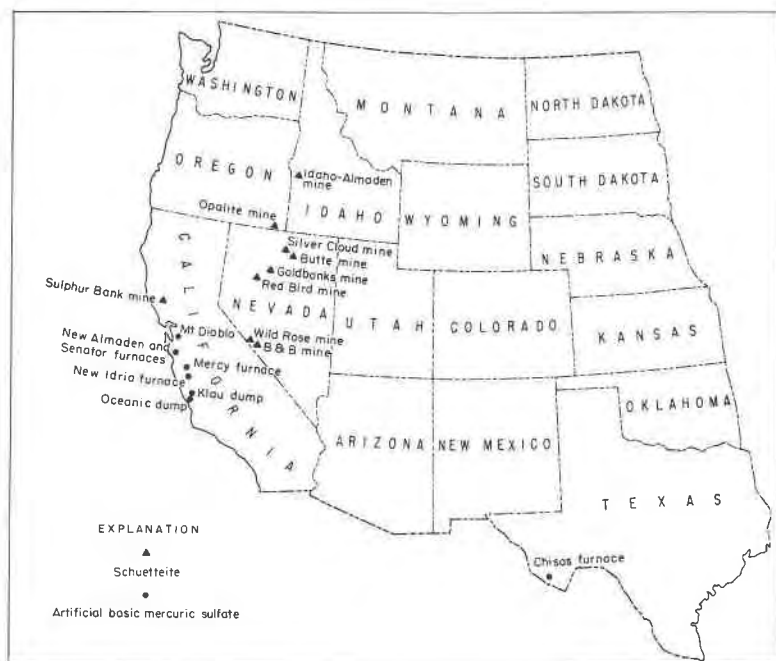 WASHINGTON
MONTANA
NORTH DAKOTA
OREGON
Idaho-Almaden
mine
IDAHO
SOUTH DAKOTA
WYOMING
Opalite mine
Silver Cloud mine
Butte mine
Goldbanks mine
Red Bird mine
NEBRASKA
CALIFORNIA
Sulphur Bank mine
NEVADA
UTAH
COLORADO
KANSAS
Mt Diablo
Wild Rose mine
B & B mine
New Almaden and
Senator furnaces
Mercy furnace
New Idria furnace
Klau dump
Oceanic dump
OKLAHOMA
ARIZONA
NEW MEXICO
TEXAS
Chisos furnace
EXPLANATION
Schuetteite
Artificial basic mercuric sulfate